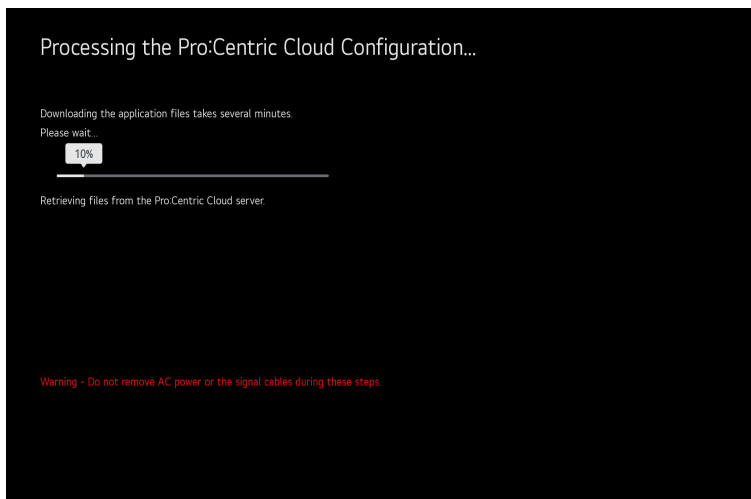 Processing the Pro:Centric Cloud Configuration...
Downloading the application files takes several minutes.
Please wait...
10%
Retrieving files from the Pro:Centric Cloud server.
Warning - Do not remove AC power or the signal cables during these steps.